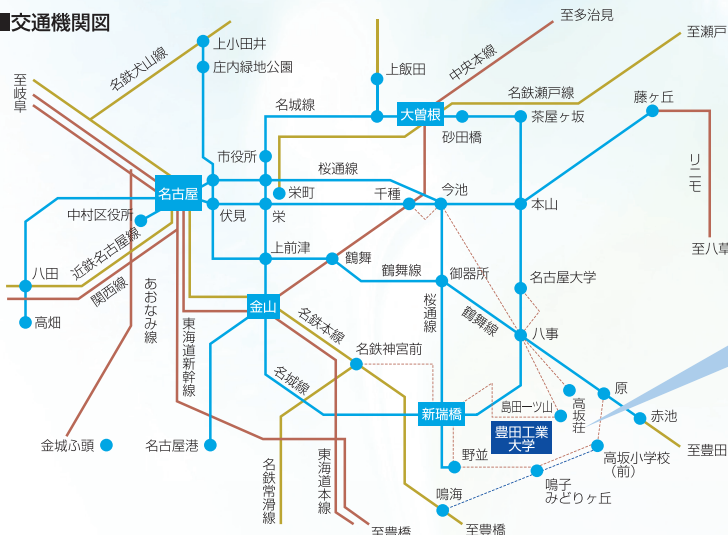 交通機関図
至多治見
至瀬戸
上小田井
庄内緑地公園
名鉄犬山線
上飯田
中央本線
名鉄瀬戸線
至岐阜
名城線
大曽根
砂田橋
茶屋ヶ坂
藤ヶ丘
市役所
桜通線
リニモ
名古屋
栄町
千種
今池
本山
中村区役所
伏見
栄
至八草
近鉄名古屋線
上前津
鶴舞
鶴舞線
御器所
名古屋大学
八田
関西線
あおなみ線
金山
名鉄本線
桜通線
鶴舞線
八事
高畑
東海道新幹線
名鉄神宮前
名城線
高坂荘
原
島田一ツ山
新瑞橋
赤池
豊田工業
大学
金城ふ頭
名古屋港
野並
高坂小学校
(前)
至豊田
名鉄常滑線
東海道本線
鳴海
鳴子
みどりヶ丘
至豊橋
至豊橋